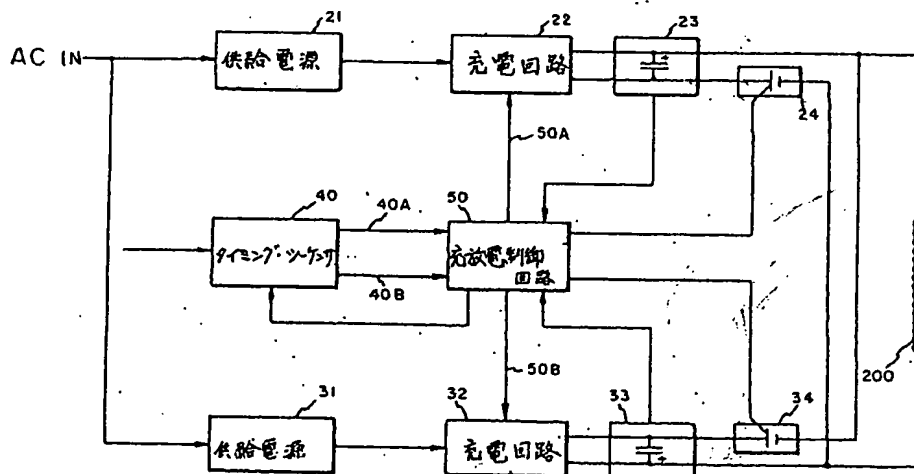 21
22
23
AC IN
供給電源
充電回路
24
50A
40
40A
50
タイミング・シーケンサ
充放電制御
回路
40B
50B
200
31
32
33
34
供給電源
充電回路